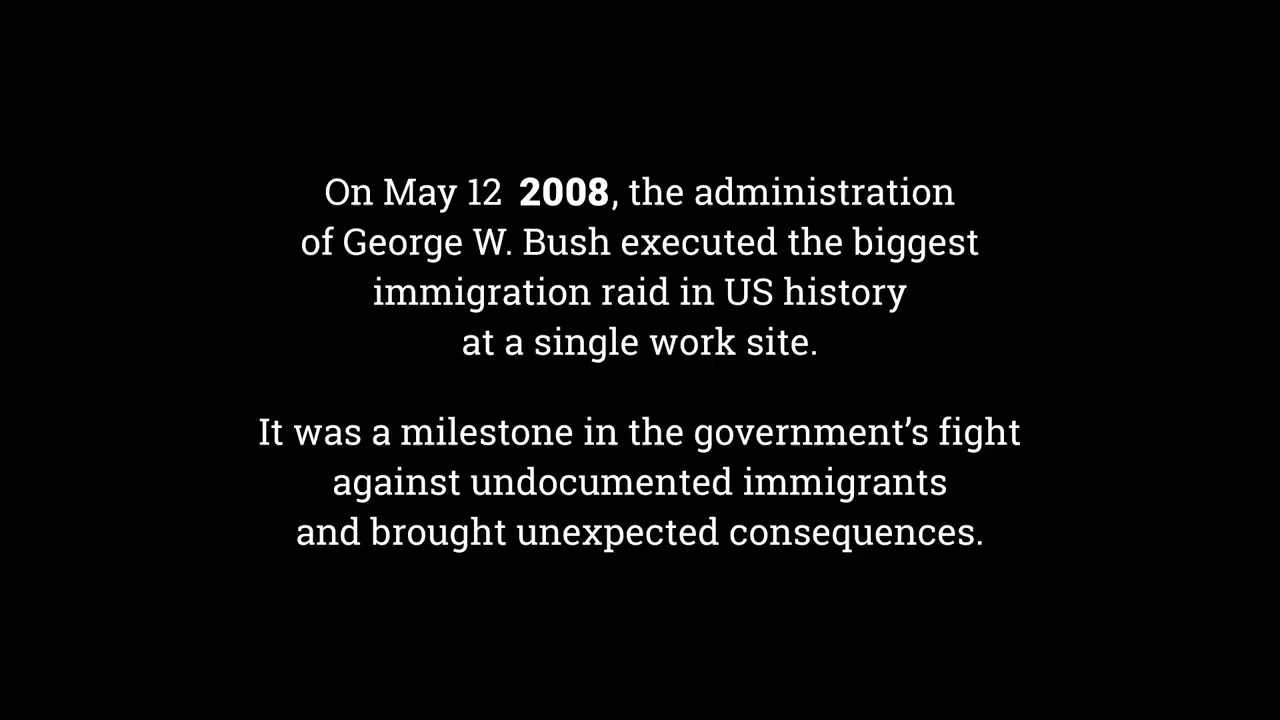 On May 12  2008, the administration
of George W. Bush executed the biggest
immigration raid in US history
at a single work site.
It was a milestone in the government’s fight
against undocumented immigrants
and brought unexpected consequences.